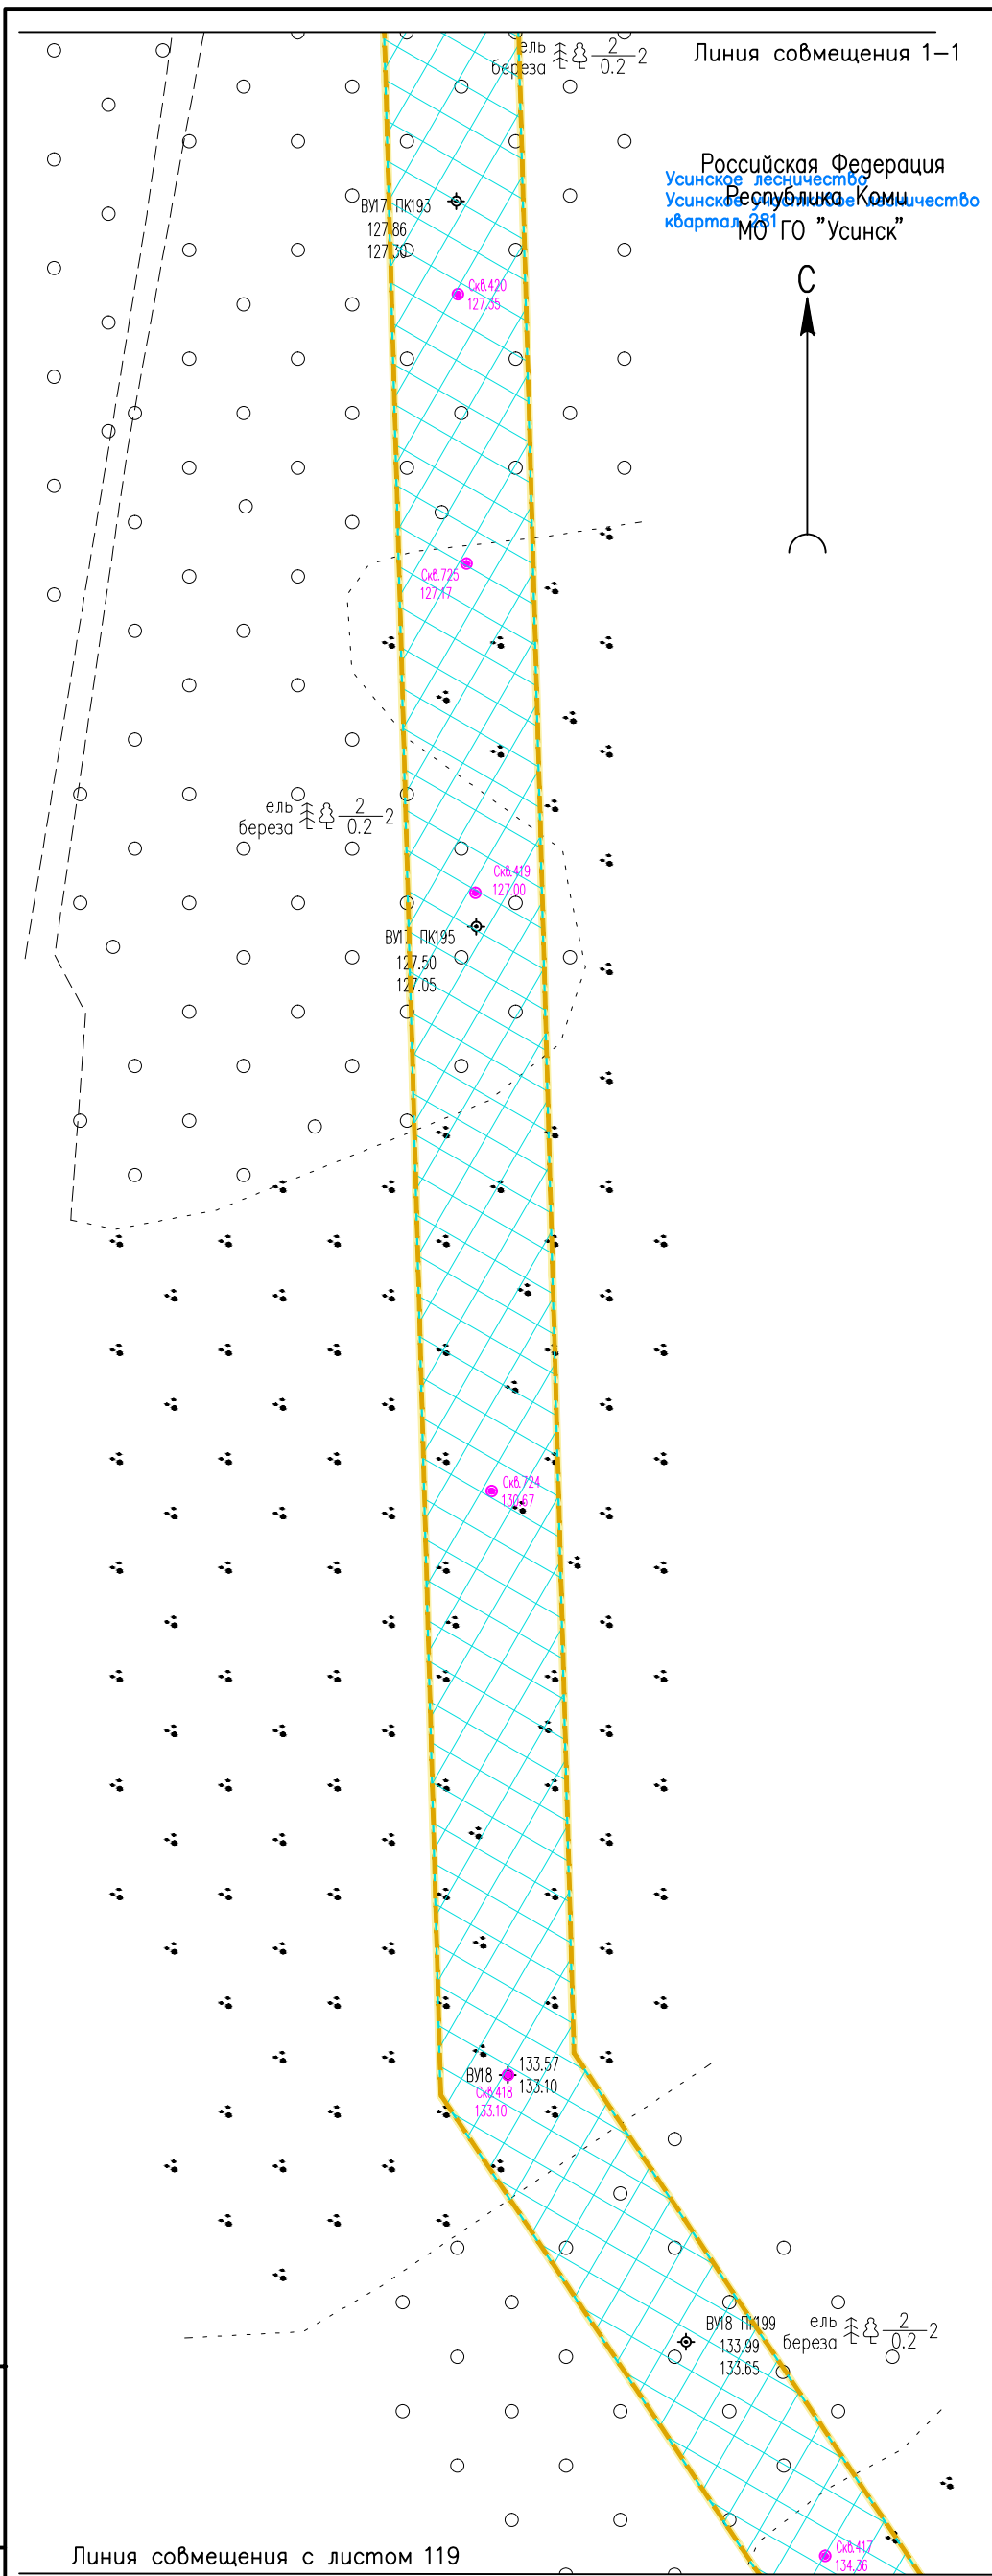 ель
береза
2
0.2
2
Линия совмещения 1-1
Российская Федерация
Республика Коми
МО ГО "Усинск"
Усинское лесничество
Усинское участковое лесничество
квартал 281
С
ВУ17 ПК193
127.86
127.30
Скв.420
127.35
Скв.725
127.17
ель
береза
2
0.2
2
Скв.419
127.00
ВУ17 ПК195
127.50
127.05
Скв.724
130.67
ВУ18
133.57
133.10
Скв.418
133.10
ВУ18 ПК199
133.99
133.65
ель
береза
2
0.2
2
Скв.417
134.36
Линия совмещения с листом 119